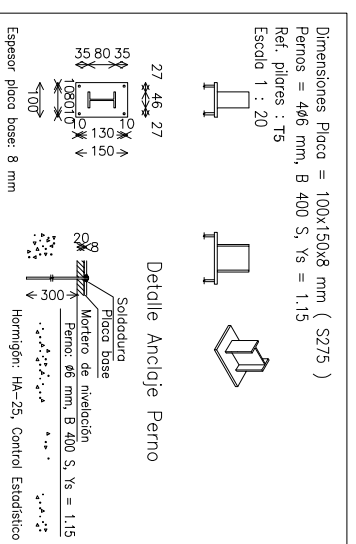 Dimensiones Placa = 100x150x8 mm ( S275 )
Pernos = 4ø6 mm, B 400 S, Ys = 1.15
Ref. pilares : T5
Escala 1 : 20
35 80 35
27 46 27
10 80 10
100
10 130 10
150
Espesor placa base: 8 mm
Detalle Anclaje Perno
Soldadura
Placa base
Mortero de nivelación
20 8
300
Perno: ø6 mm, B 400 S, Ys = 1.15
Hormigón: HA-25, Control Estadístico